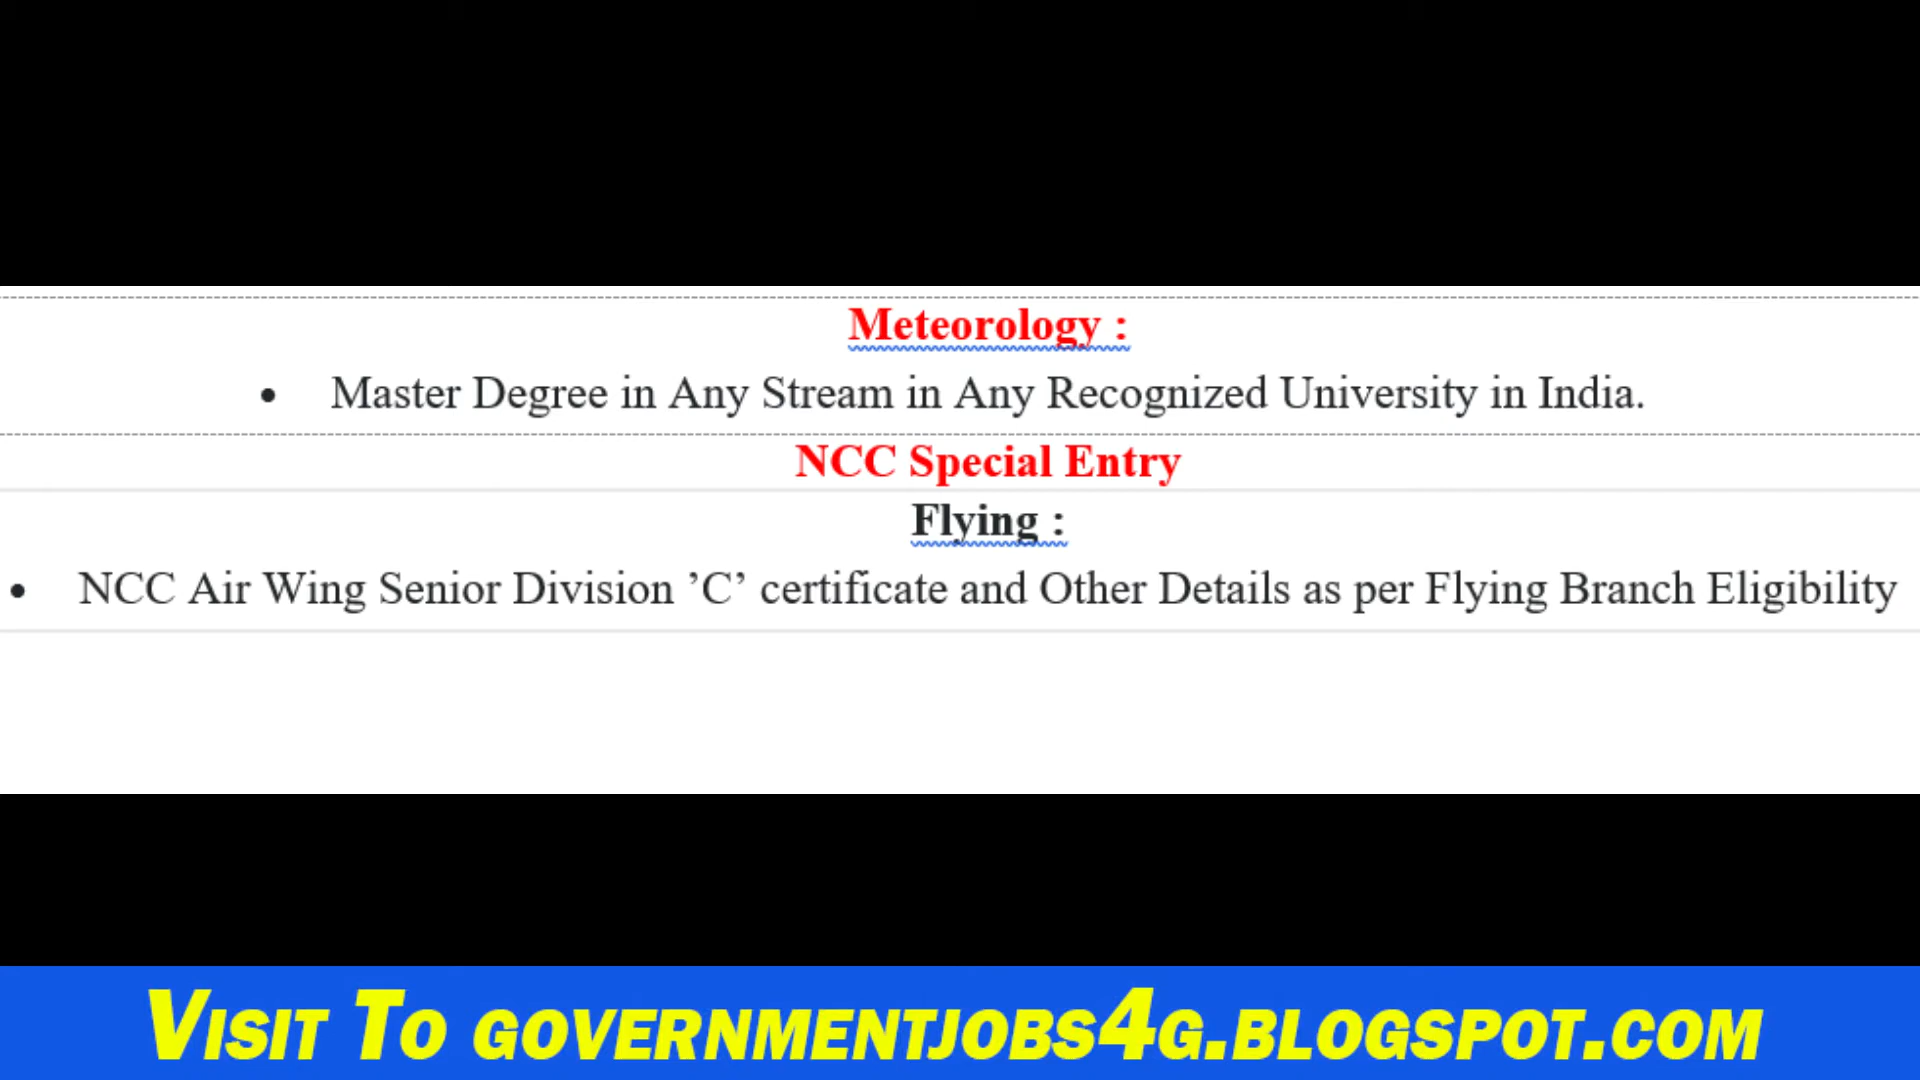 Meteorology :
• Master Degree in Any Stream in Any Recognized University in India.
NCC Special Entry
Flying :
• NCC Air Wing Senior Division ’C’ certificate and Other Details as per Flying Branch Eligibility
VISIT TO GOVERNMENTJOBS4G.BLOGSPOT.COM